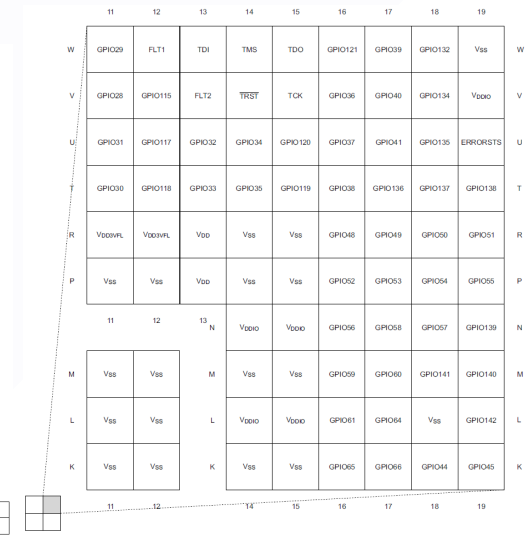 11 12 13 14 15 16 17 18 19
W GPIO29 FLT1 TDI TMS TDO GPIO121 GPIO39 GPIO132 VSS W
V GPIO28 GPIO115 FLT2 TRST TCK GPIO36 GPIO40 GPIO134 VDDIO V
U GPIO31 GPIO117 GPIO32 GPIO34 GPIO120 GPIO37 GPIO41 GPIO135 ERRORSTS U
T GPIO30 GPIO118 GPIO33 GPIO35 GPIO119 GPIO38 GPIO136 GPIO137 GPIO138 T
R VDD3VFL VDD3VFL VDD VSS VSS GPIO48 GPIO49 GPIO50 GPIO51 R
P VSS VSS VDD VSS VSS GPIO52 GPIO53 GPIO54 GPIO55 P
11 12 13 N VDDIO VDDIO GPIO56 GPIO58 GPIO57 GPIO139 N
M VSS VSS M VSS VSS GPIO59 GPIO60 GPIO141 GPIO140 M
L VSS VSS L VDDIO VDDIO GPIO61 GPIO64 VSS GPIO142 L
K VSS VSS K VSS VSS GPIO65 GPIO66 GPIO44 GPIO45 K
11 12 14 15 16 17 18 19